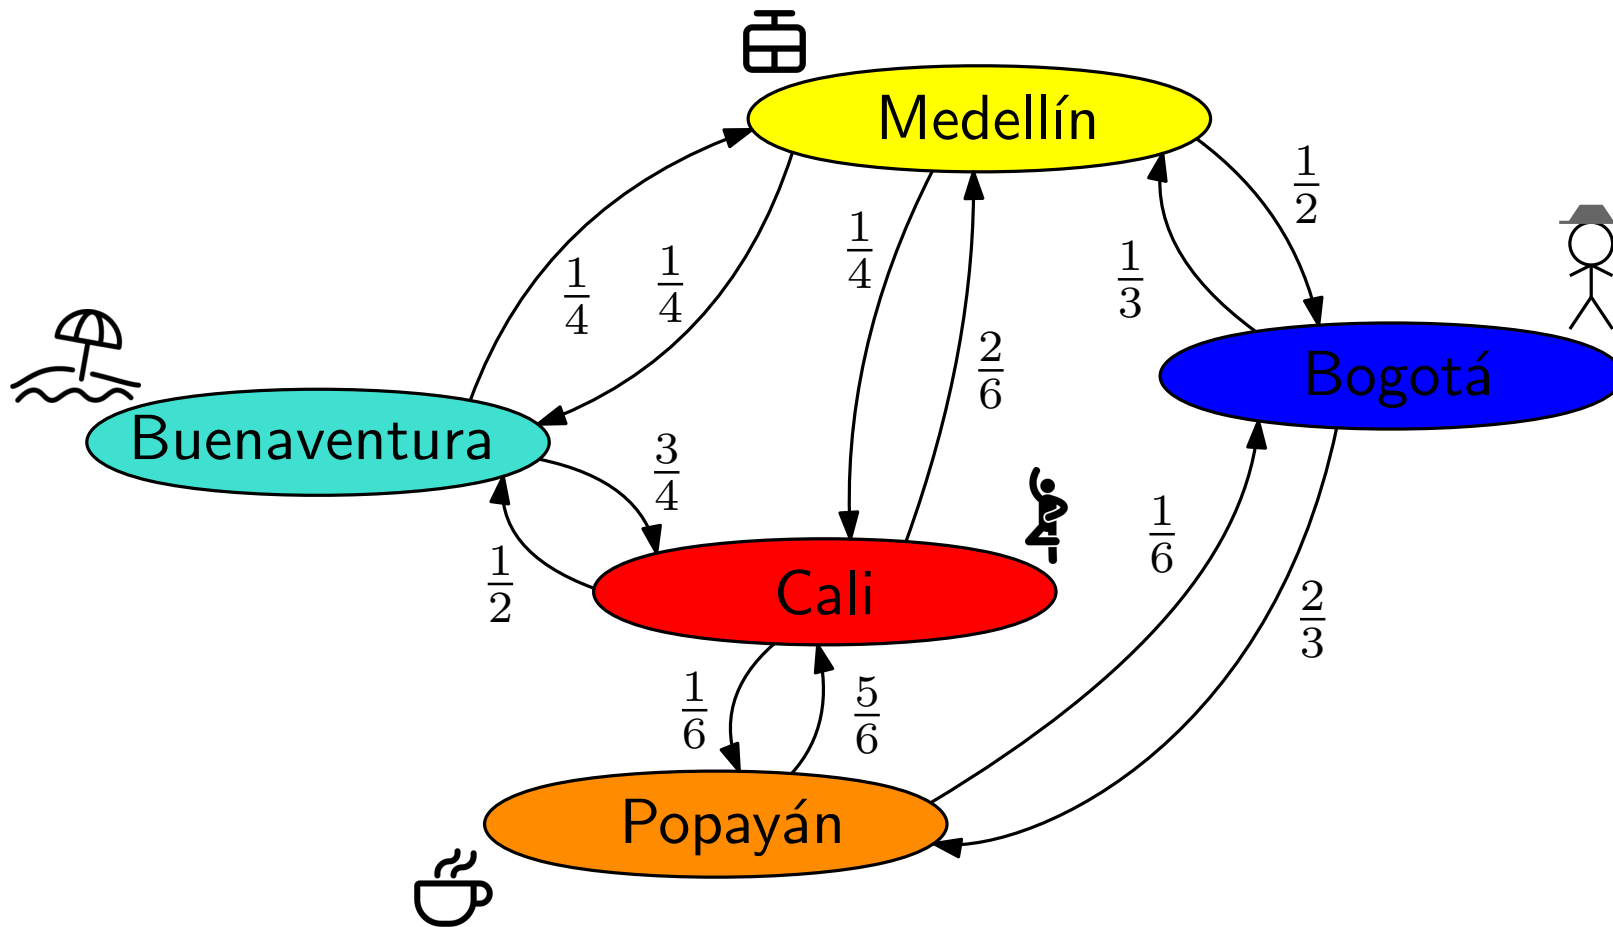 Medellín
1/2
1/4
1/4
1/4
1/3
2/6
Bogotá
Buenaventura
3/4
1/2
1/6
Cali
2/3
1/6
5/6
Popayán